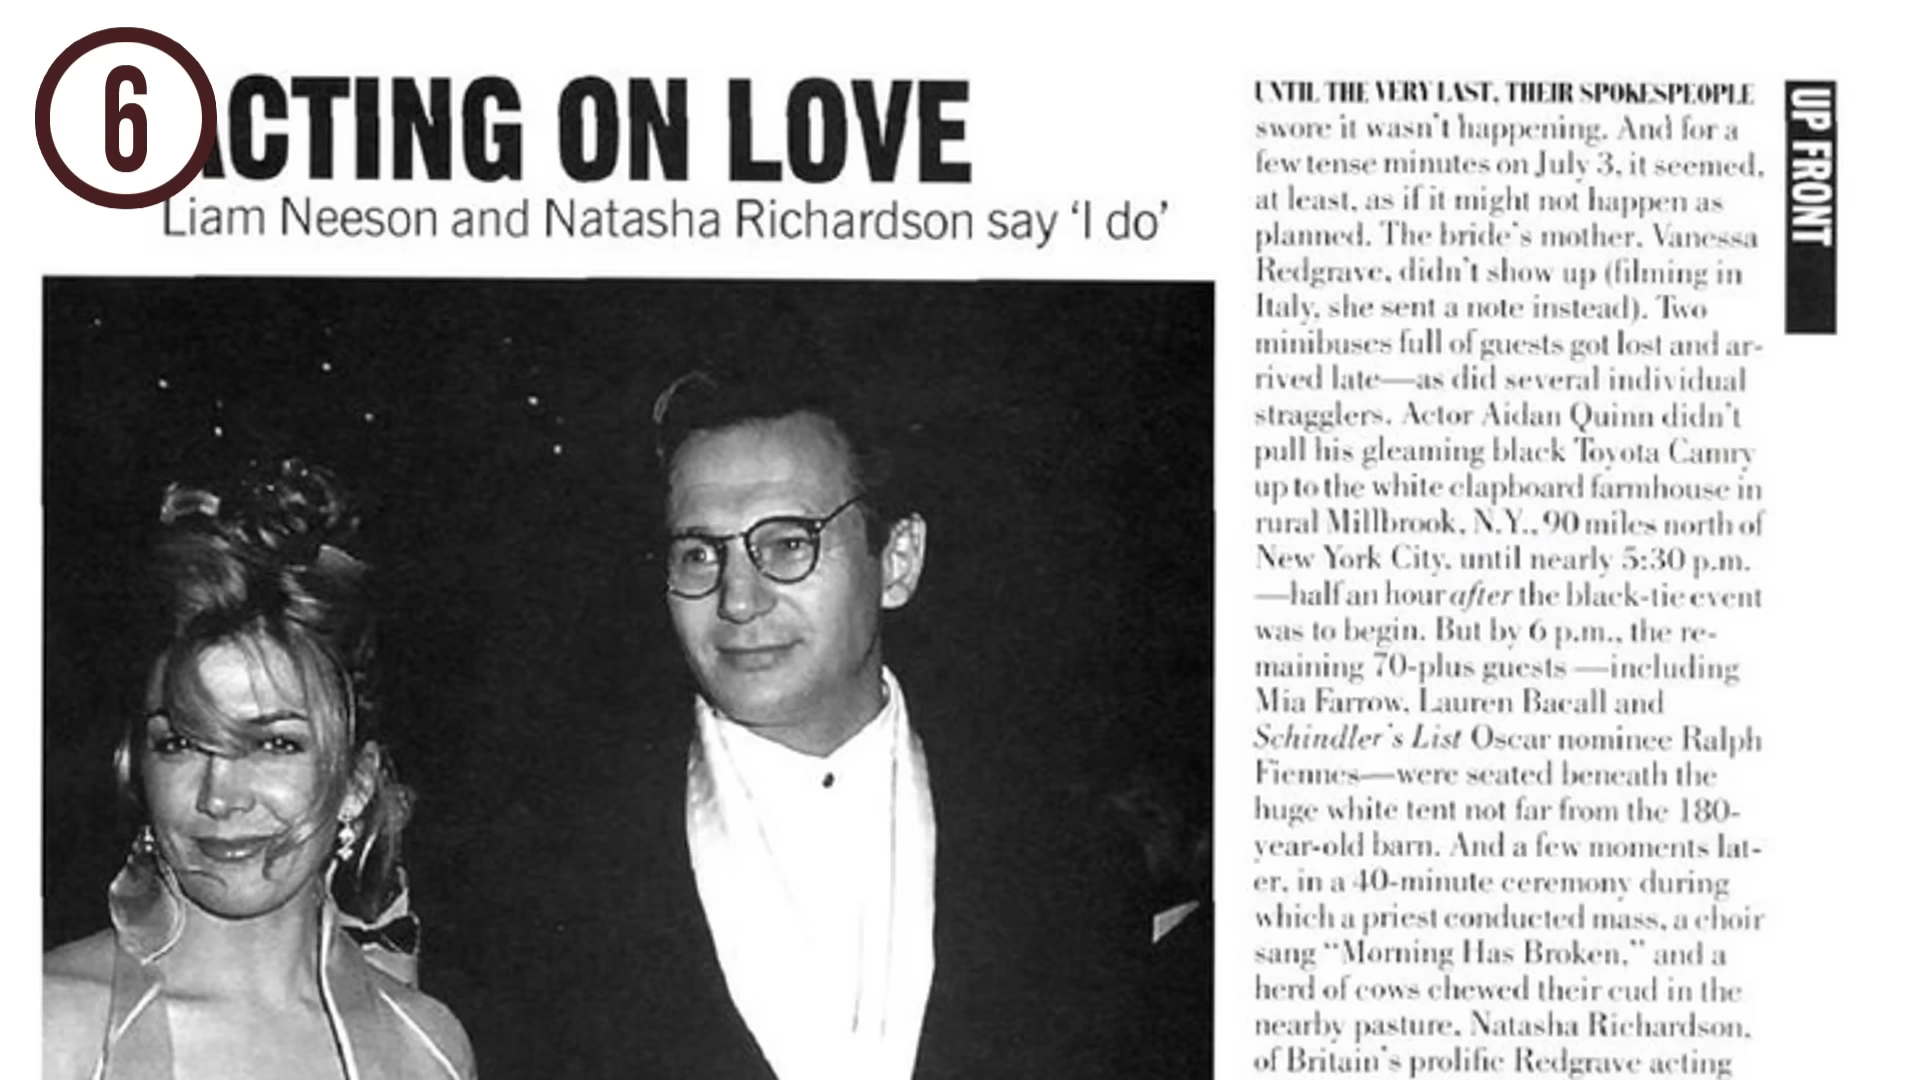 6
ACTING ON LOVE
Liam Neeson and Natasha Richardson say ‘I do’
UNTIL THE VERY LAST, THEIR SPOKESPEOPLE
swore it wasn't happening. And for a
few tense minutes on July 3, it seemed,
at least, as if it might not happen as
planned. The bride's mother, Vanessa
Redgrave, didn't show up (filming in
Italy, she sent a note instead). Two
minibuses full of guests got lost and ar-
rived late—as did several individual
stragglers. Actor Aidan Quinn didn't
pull his gleaming black Toyota Camry
up to the white clapboard farmhouse in
rural Millbrook, N.Y., 90 miles north of
New York City, until nearly 5:30 p.m.
—half an hour after the black-tie event
was to begin. But by 6 p.m., the re-
maining 70-plus guests—including
Mia Farrow, Lauren Bacall and
Schindler's List Oscar nominee Ralph
Fiennes—were seated beneath the
huge white tent not far from the 180-
year-old barn. And a few moments lat-
er, in a 40-minute ceremony during
which a priest conducted mass, a choir
sang “Morning Has Broken,” and a
herd of cows chewed their cud in the
nearby pasture, Natasha Richardson,
of Britain's prolific Redgrave acting
UP FRONT